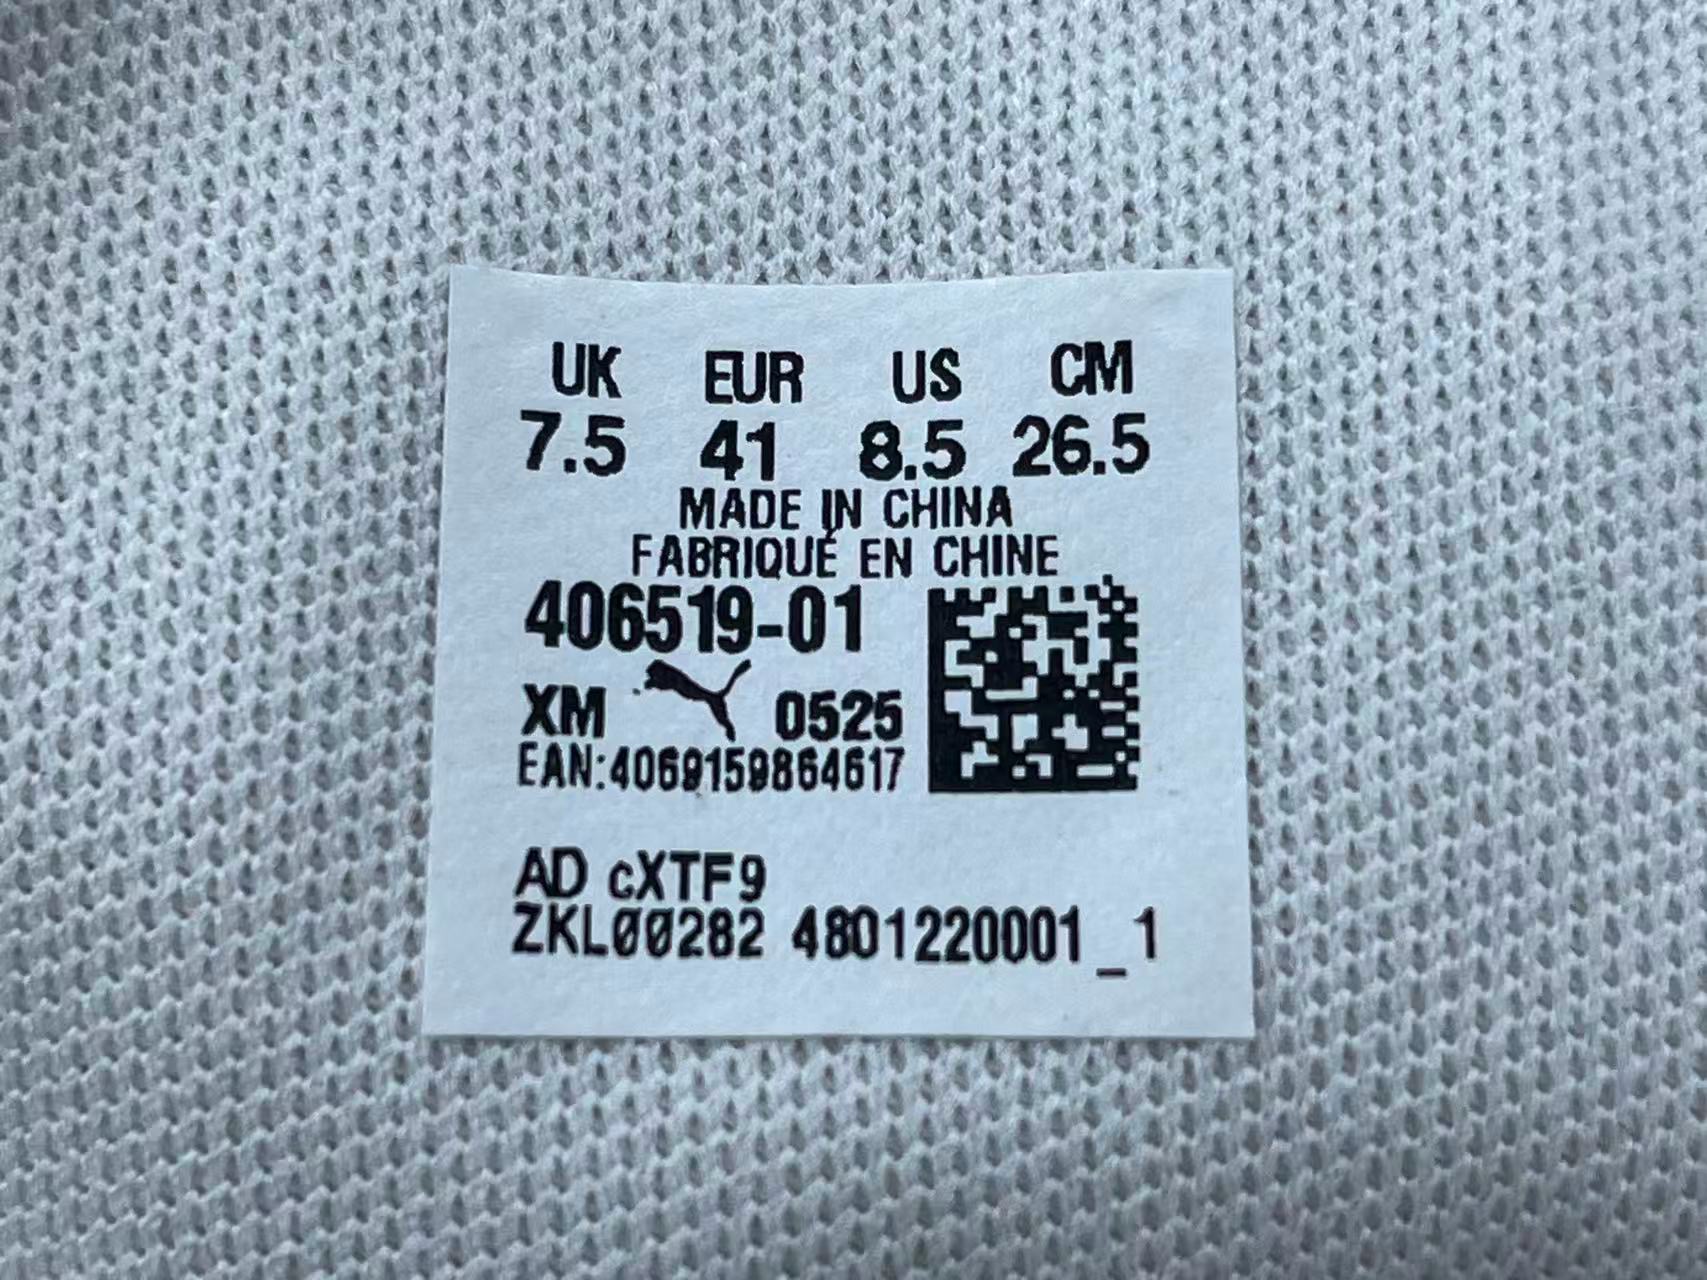 UK EUR US CM
7.5 41 8.5 26.5
MADE IN CHINA
FABRIQUÉ EN CHINE
406519-01
XM 0525
EAN:4069159864617
AD cXTF9
ZKL00282 4801220001_1